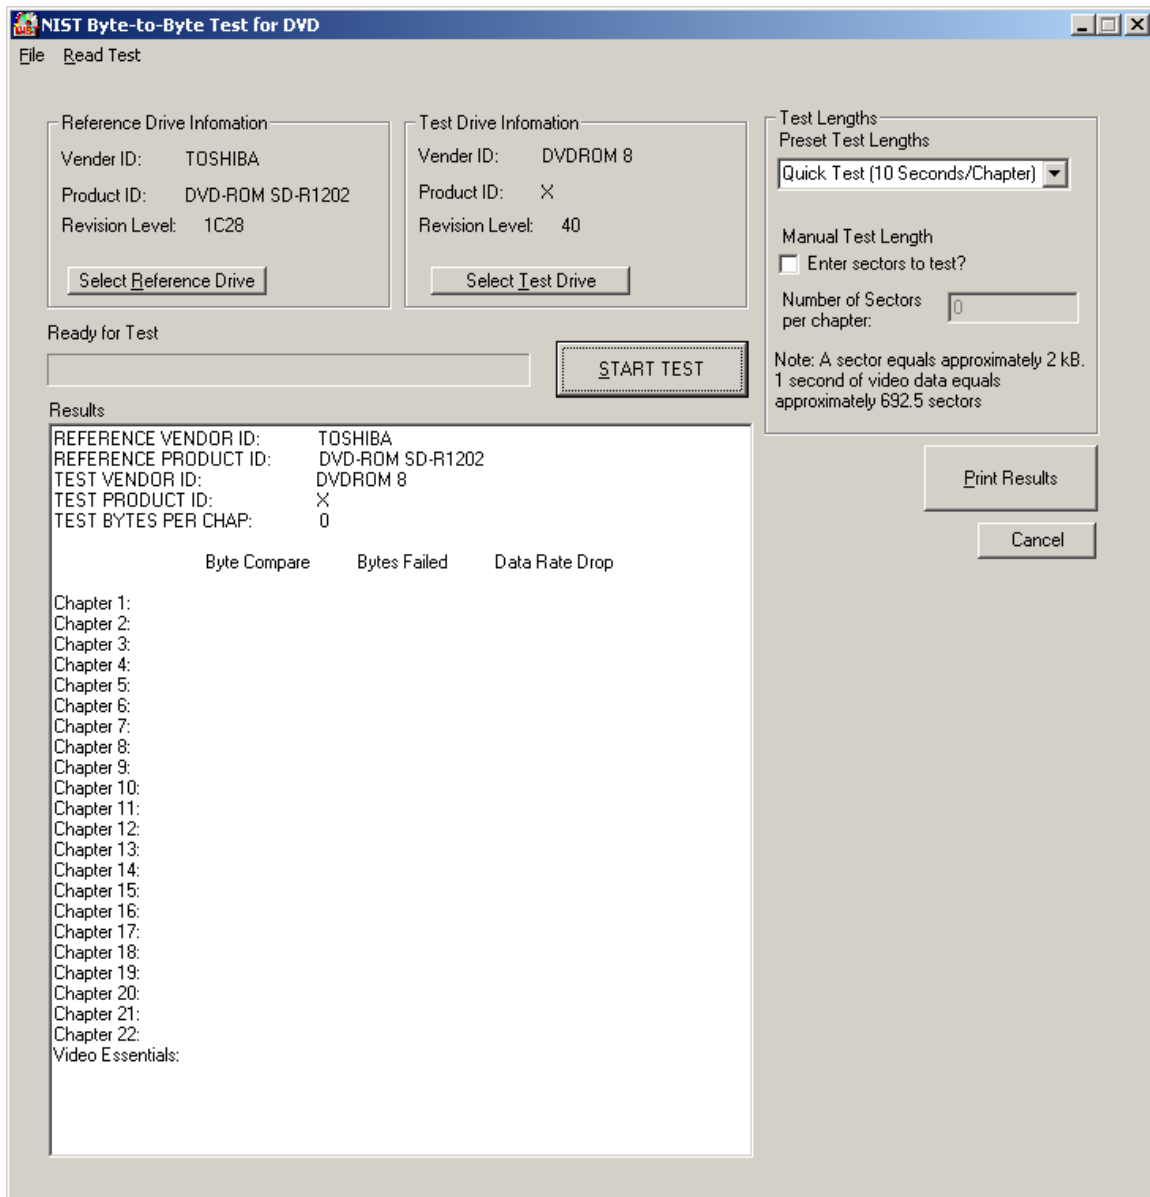 NIST Byte-to-Byte Test for DVD
File Read Test
Reference Drive Infomation
Vender ID: TOSHIBA
Product ID: DVD-ROM SD-R1202
Revision Level: 1C28
Select Reference Drive
Test Drive Infomation
Vender ID: DVDROM 8
Product ID: X
Revision Level: 40
Select Test Drive
Test Lengths
Preset Test Lengths
Quick Test (10 Seconds/Chapter)
Manual Test Length
Enter sectors to test?
Number of Sectors
per chapter:
0
Note: A sector equals approximately 2 kB.
1 second of video data equals
approximately 692.5 sectors
Ready for Test
START TEST
Results
REFERENCE VENDOR ID: TOSHIBA
REFERENCE PRODUCT ID: DVD-ROM SD-R1202
TEST VENDOR ID: DVDROM 8
TEST PRODUCT ID: X
TEST BYTES PER CHAP: 0
Byte Compare Bytes Failed Data Rate Drop
Chapter 1:
Chapter 2:
Chapter 3:
Chapter 4:
Chapter 5:
Chapter 6:
Chapter 7:
Chapter 8:
Chapter 9:
Chapter 10:
Chapter 11:
Chapter 12:
Chapter 13:
Chapter 14:
Chapter 15:
Chapter 16:
Chapter 17:
Chapter 18:
Chapter 19:
Chapter 20:
Chapter 21:
Chapter 22:
Video Essentials:
Print Results
Cancel